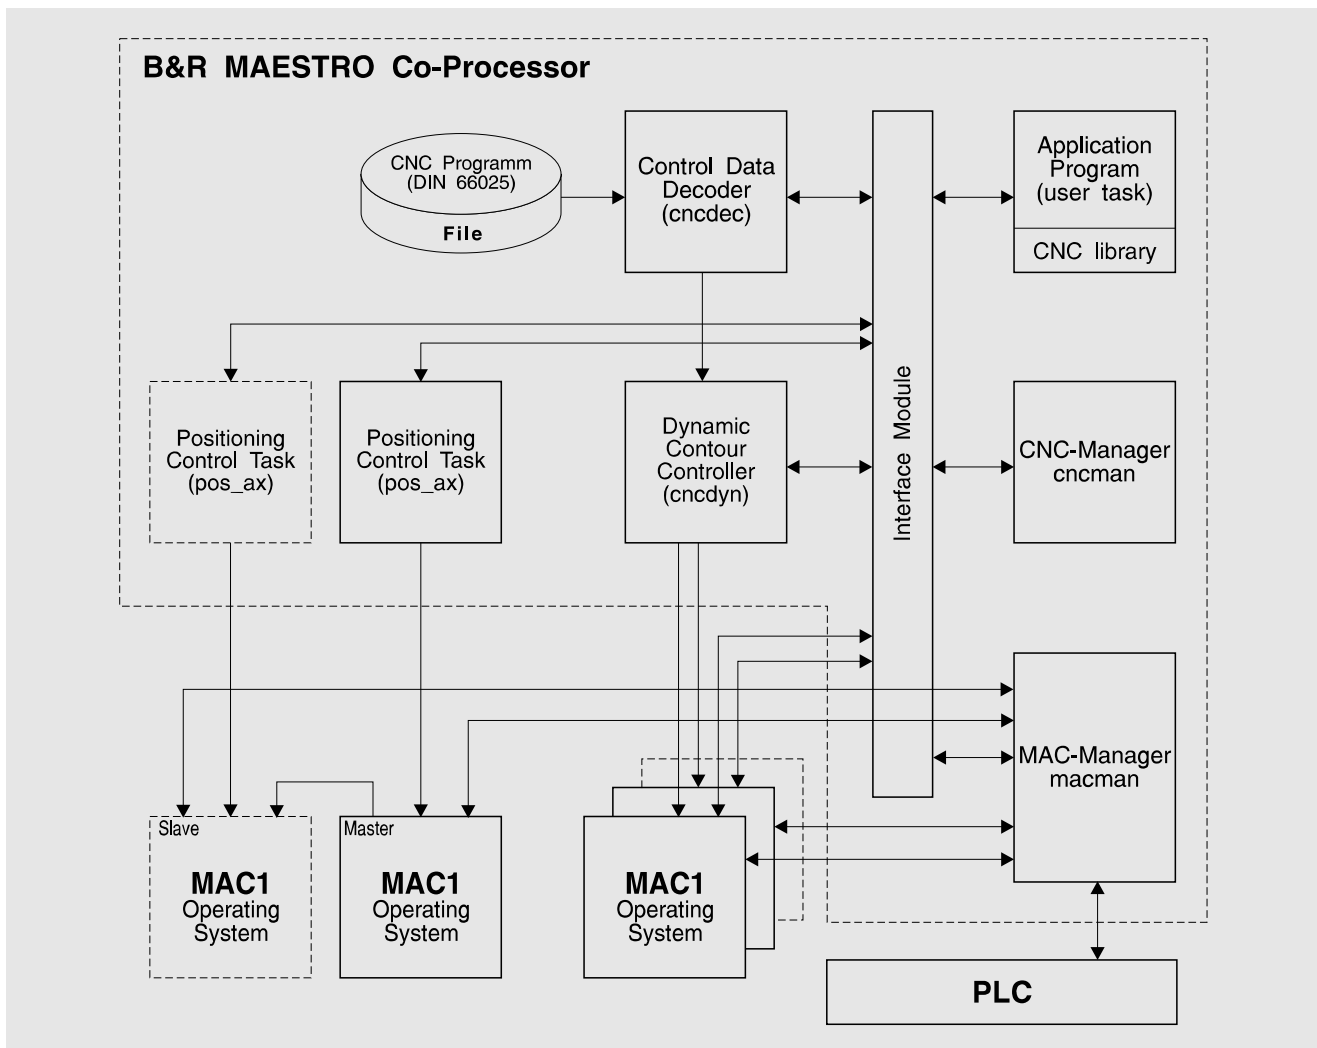 B&R MAESTRO Co-Processor
CNC Programm
(DIN 66025)
File
Control Data
Decoder
(cncdec)
Application
Program
(user task)
CNC library
Interface Module
Positioning
Control Task
(pos_ax)
Positioning
Control Task
(pos_ax)
Dynamic
Contour
Controller
(cncdyn)
CNC-Manager
cncman
MAC-Manager
macman
Slave
MAC1
Operating
System
Master
MAC1
Operating
System
MAC1
Operating
System
PLC